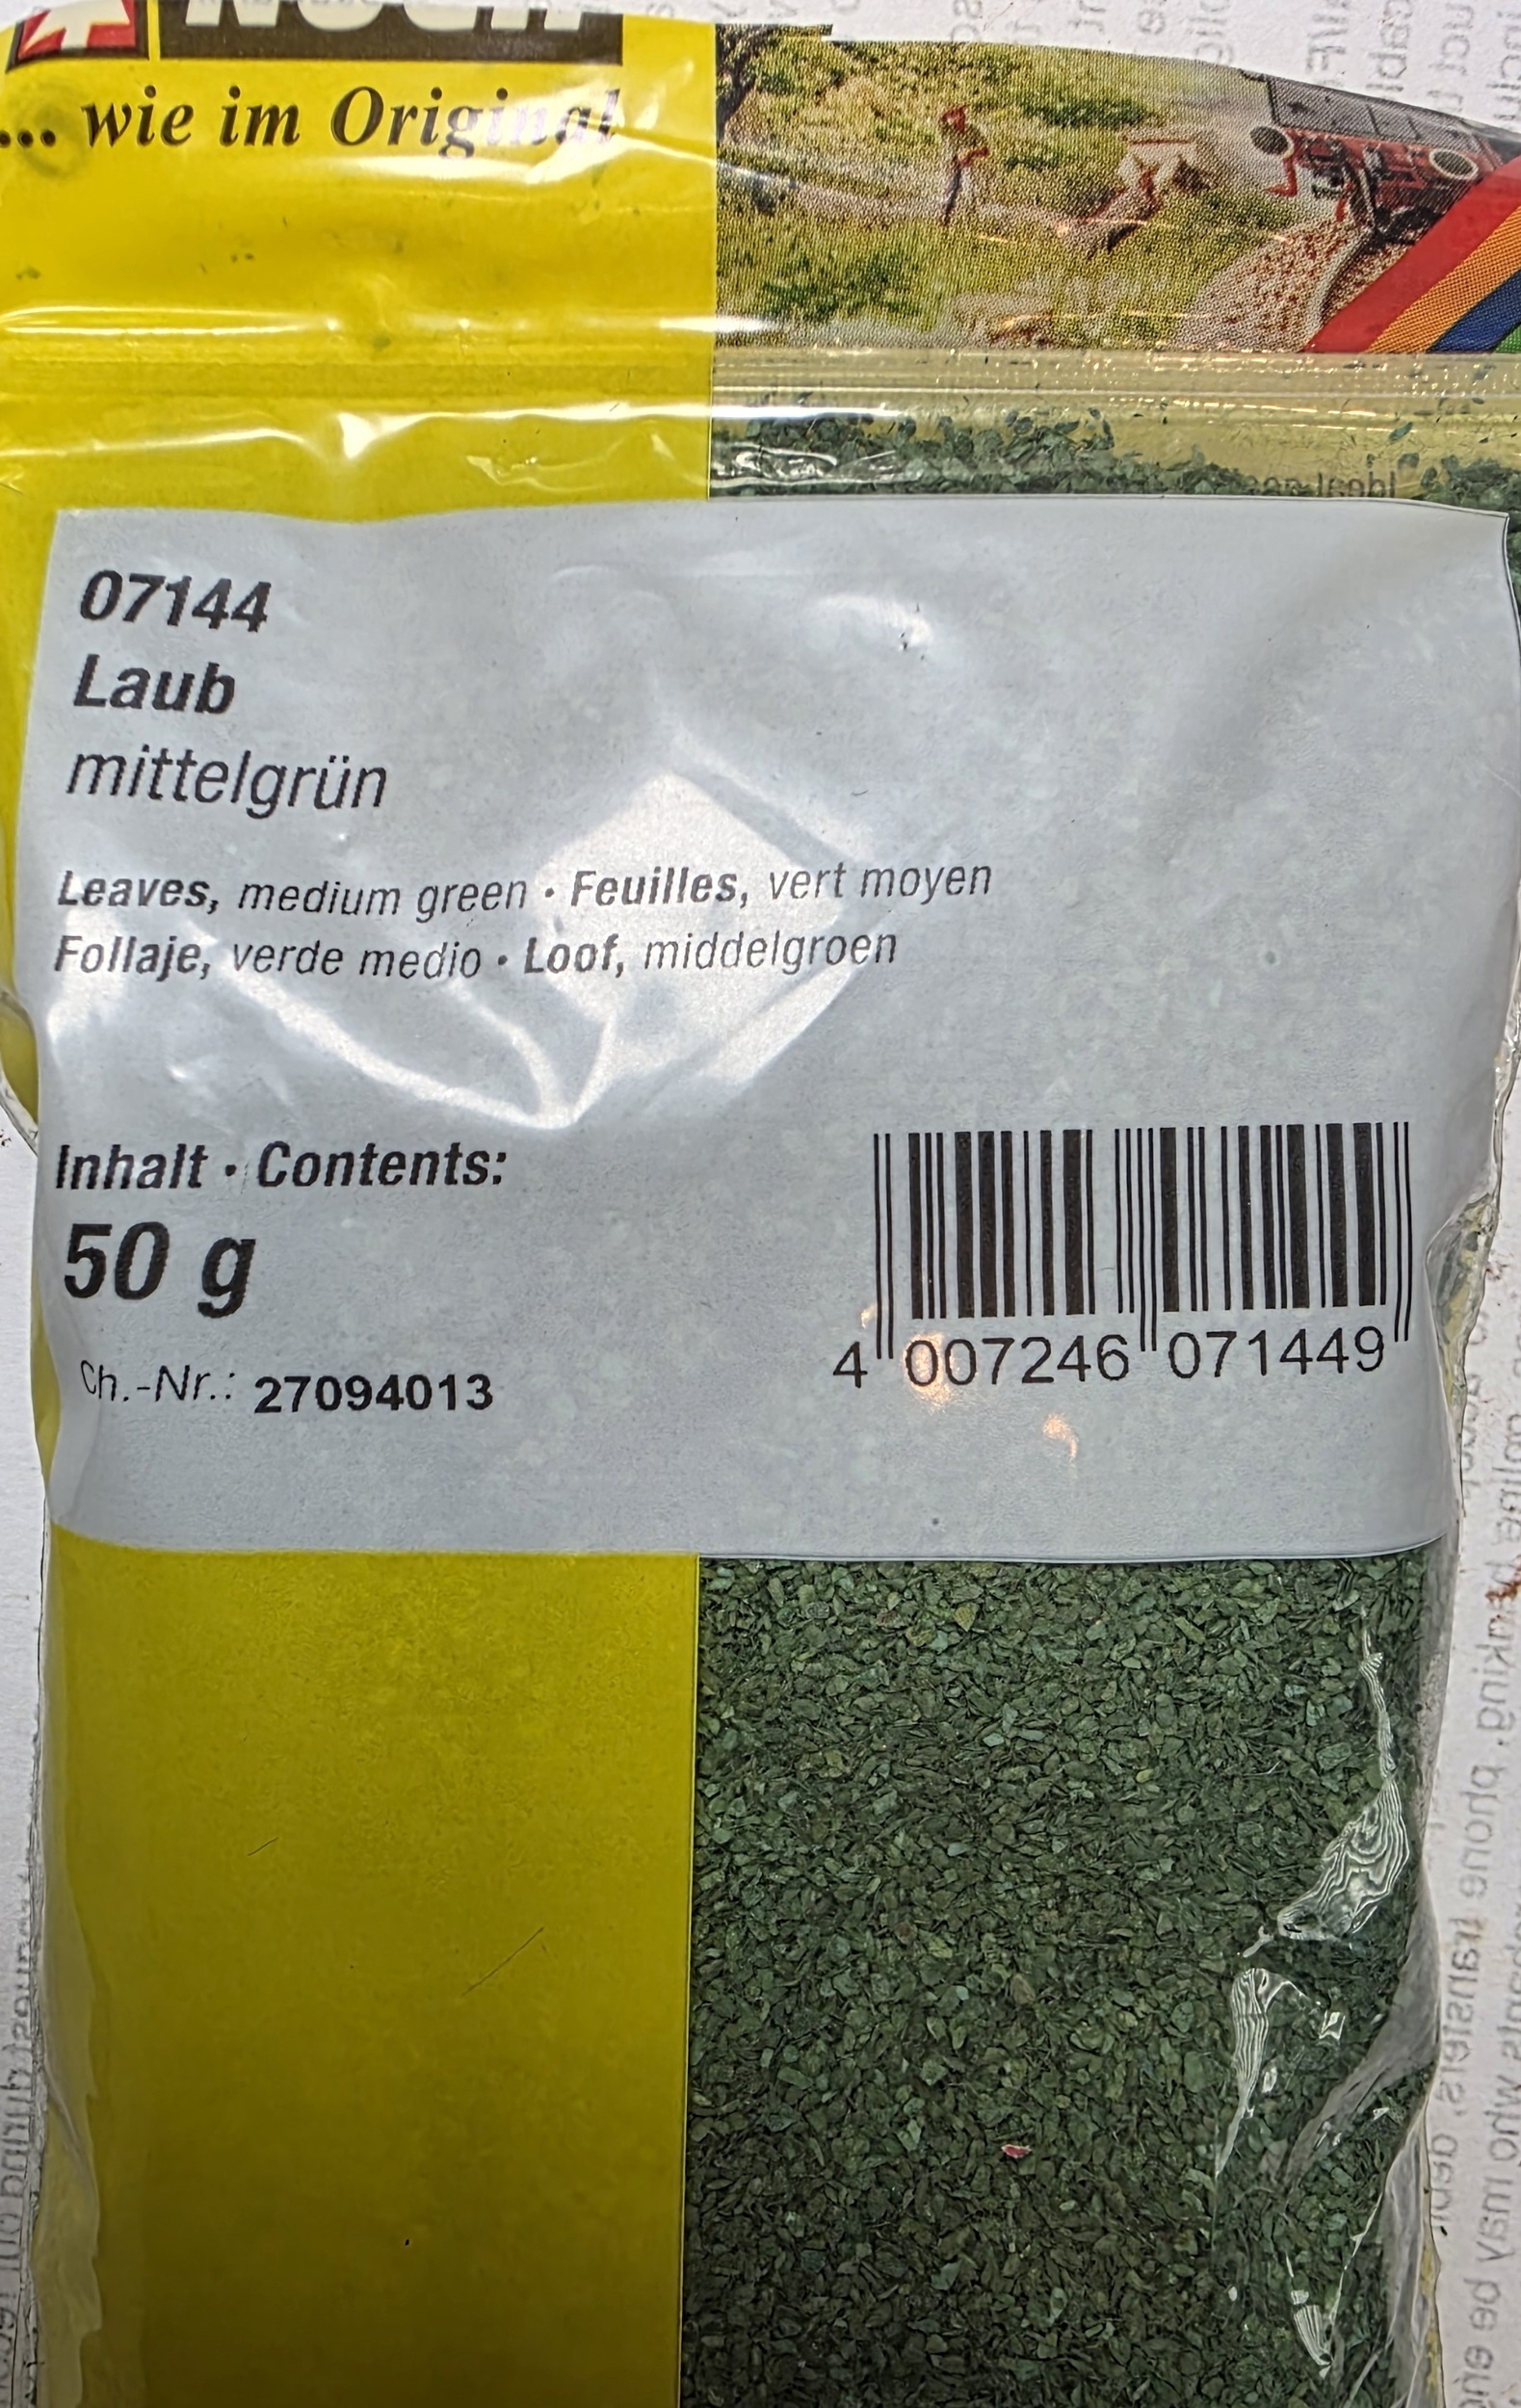 NOCH
... wie im Original
07144
Laub
mittelgrün
Leaves, medium green · Feuilles, vert moyen
Follaje, verde medio · Loof, middelgroen
Inhalt · Contents:
50 g
Ch.-Nr.: 27094013
4 007246 071449